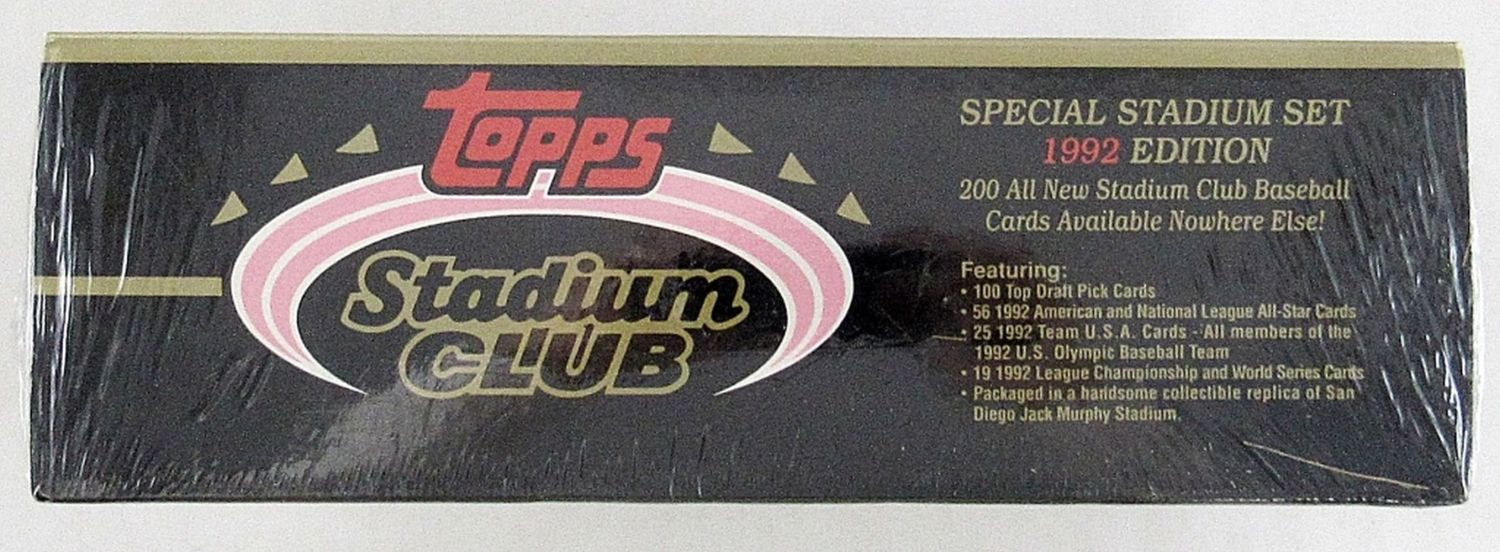 TOPPS
Stadium
CLUB
SPECIAL STADIUM SET
1992 EDITION
200 All New Stadium Club Baseball
Cards Available Nowhere Else!
Featuring:
• 100 Top Draft Pick Cards
• 56 1992 American and National League All-Star Cards
• 25 1992 Team U.S.A. Cards -- All members of the
1992 U.S. Olympic Baseball Team
• 19 1992 League Championship and World Series Cards
• Packaged in a handsome collectible replica of San
Diego Jack Murphy Stadium.